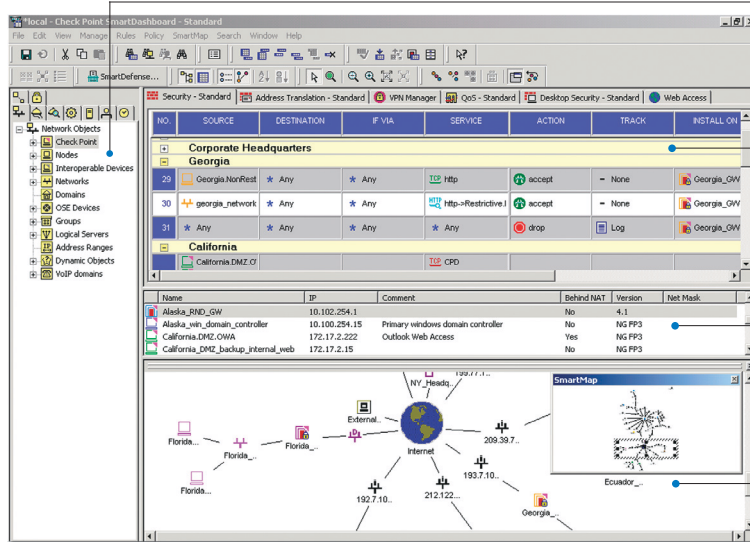 *local - Check Point SmartDashboard - Standard
File Edit View Manage Rules Policy SmartMap Search Window Help
SmartDefense...
Security - Standard Address Translation - Standard VPN Manager QoS - Standard Desktop Security - Standard Web Access
Network Objects
Check Point
Nodes
Interoperable Devices
Networks
Domains
OSE Devices
Groups
Logical Servers
Address Ranges
Dynamic Objects
VoIP domains
NO. SOURCE DESTINATION IF VIA SERVICE ACTION TRACK INSTALL ON
Corporate Headquarters
Georgia
29 Georgia.NonRest * Any * Any TCP http accept - None Georgia_GW
30 georgia_network * Any * Any HTTP http->Restrictive. accept - None Georgia_GW
31 * Any * Any * Any * Any drop Log Georgia_GW
California
California.DMZ.O TCP CPD
Name IP Comment Behind NAT Version Net Mask
Alaska_RND_GW 10.102.254.1 No 4.1
Alaska_win_domain_controller 10.100.254.15 Primary windows domain controller No NG FP3
California.DMZ.OWA 172.17.2.222 Outlook Web Access Yes NG FP3
California_DMZ_backup_internal_web 172.17.2.15 No NG FP3
SmartMap
NY_Headq..
External..
Internet
209.39.7..
Florida...
Florida_..
Florida_..
Florida...
193.7.10..
192.7.10..
212.122...
Georgia_..
Ecuador_..